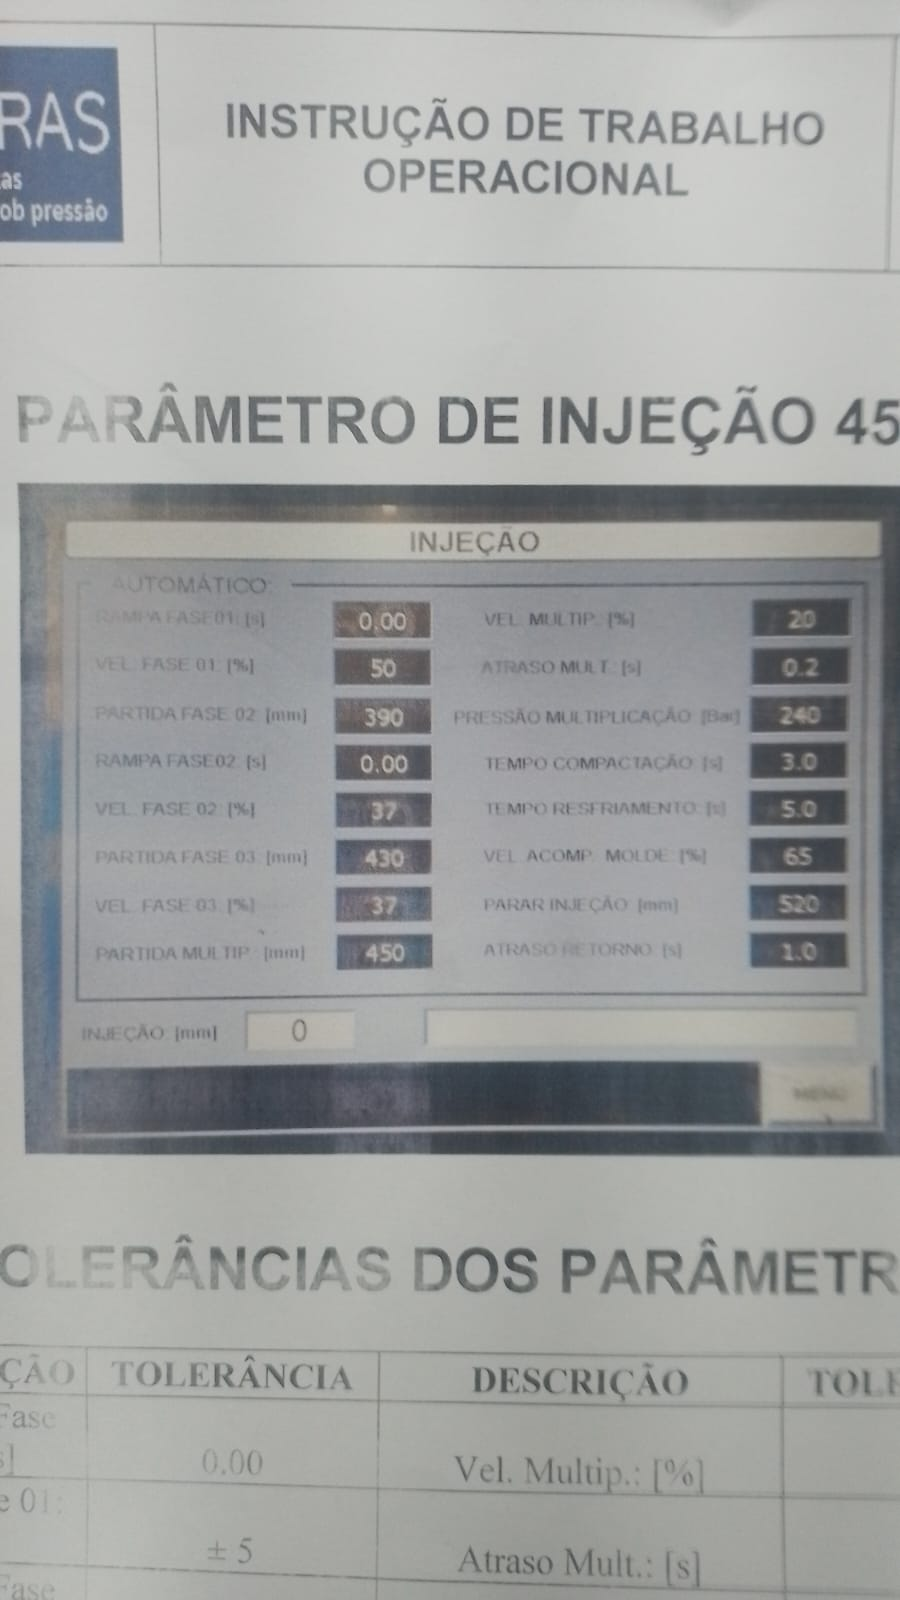 RAS
as
ob pressão
INSTRUÇÃO DE TRABALHO
OPERACIONAL
PARÂMETRO DE INJEÇÃO 45
INJEÇÃO
AUTOMÁTICO:
RAMPA FASE01: [s] 0.00 VEL. MULTIP.: [%] 20
VEL. FASE 01: [%] 50 ATRASO MULT.: [s] 0.2
PARTIDA FASE 02: [mm] 390 PRESSÃO MULTIPLICAÇÃO: [Bar] 240
RAMPA FASE02: [s] 0.00 TEMPO COMPACTAÇÃO: [s] 3.0
VEL. FASE 02: [%] 37 TEMPO RESFRIAMENTO: [s] 5.0
PARTIDA FASE 03: [mm] 430 VEL. ACOMP. MOLDE: [%] 65
VEL. FASE 03: [%] 37 PARAR INJEÇÃO: [mm] 520
PARTIDA MULTIP.: [mm] 450 ATRASO RETORNO: [s] 1.0
INJEÇÃO: [mm] 0
MENU
OLERÂNCIAS DOS PARÂMETR
ÇÃO TOLERÂNCIA DESCRIÇÃO TOLE
Fase
s] 0.00 Vel. Multip.: [%]
e 01:
± 5 Atraso Mult.: [s]
Fase